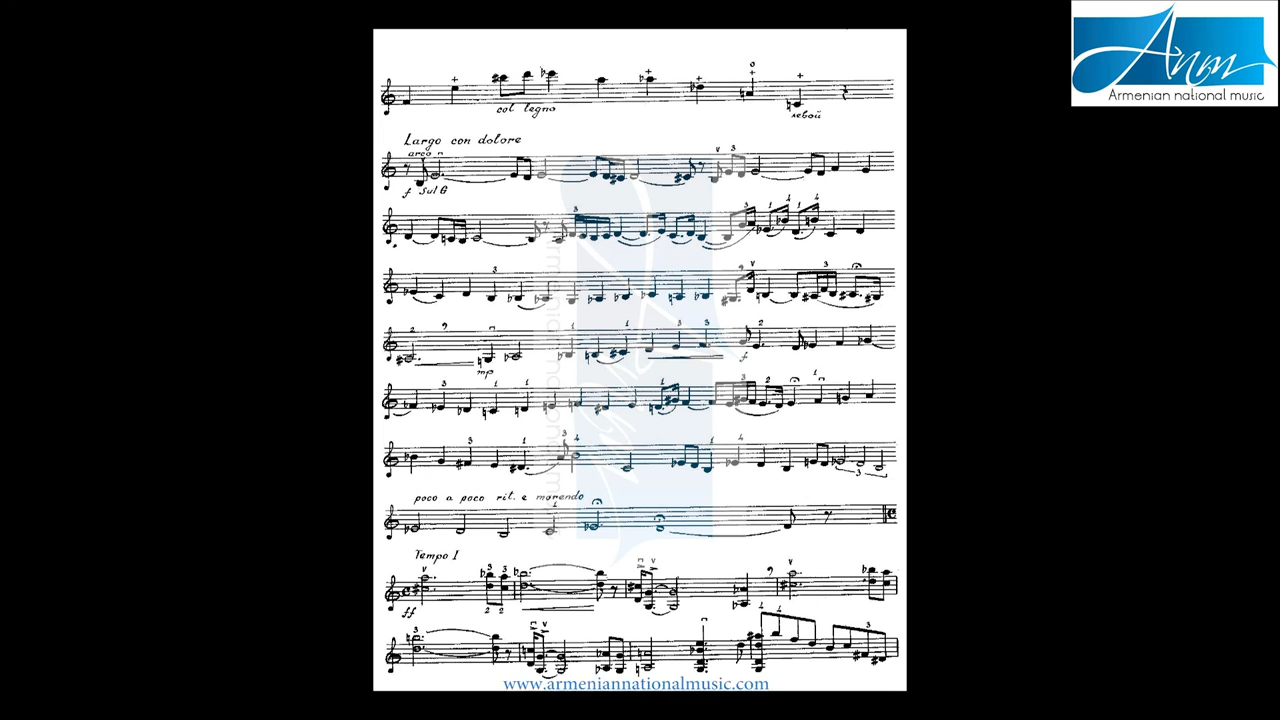 Anm
Armenian national music
col legno
левой
Largo con dolore
arco
f Sul G
mp
f
poco a poco rit. e morendo
Tempo I
ff
www.armeniannationalmusic.com